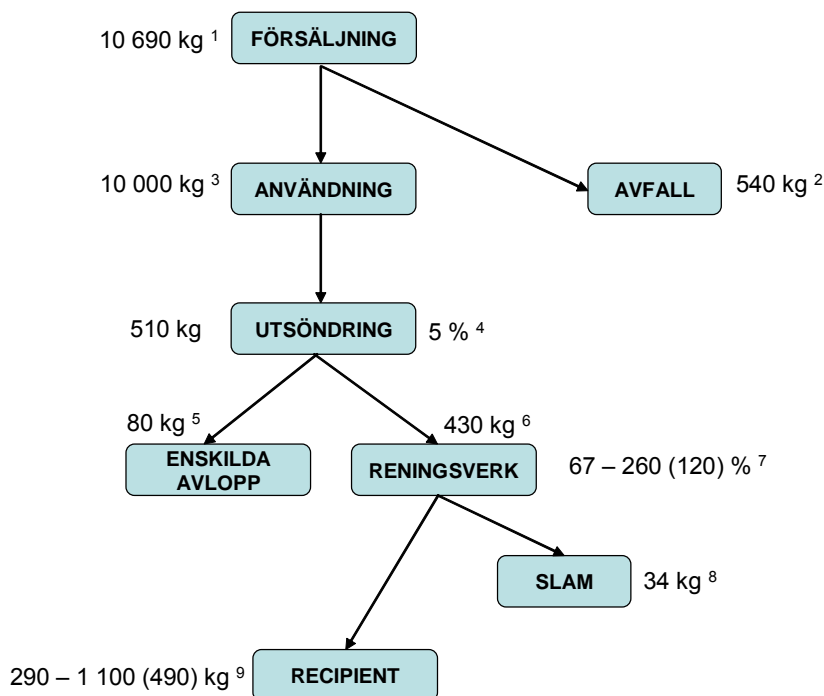 10 690 kg ¹ FÖRSÄLJNING
10 000 kg ³ ANVÄNDNING
AVFALL 540 kg ²
510 kg UTSÖNDRING 5 % ⁴
80 kg ⁵
430 kg ⁶
ENSKILDA
AVLOPP
RENINGSVERK 67 – 260 (120) % ⁷
SLAM 34 kg ⁸
290 – 1 100 (490) kg ⁹ RECIPIENT